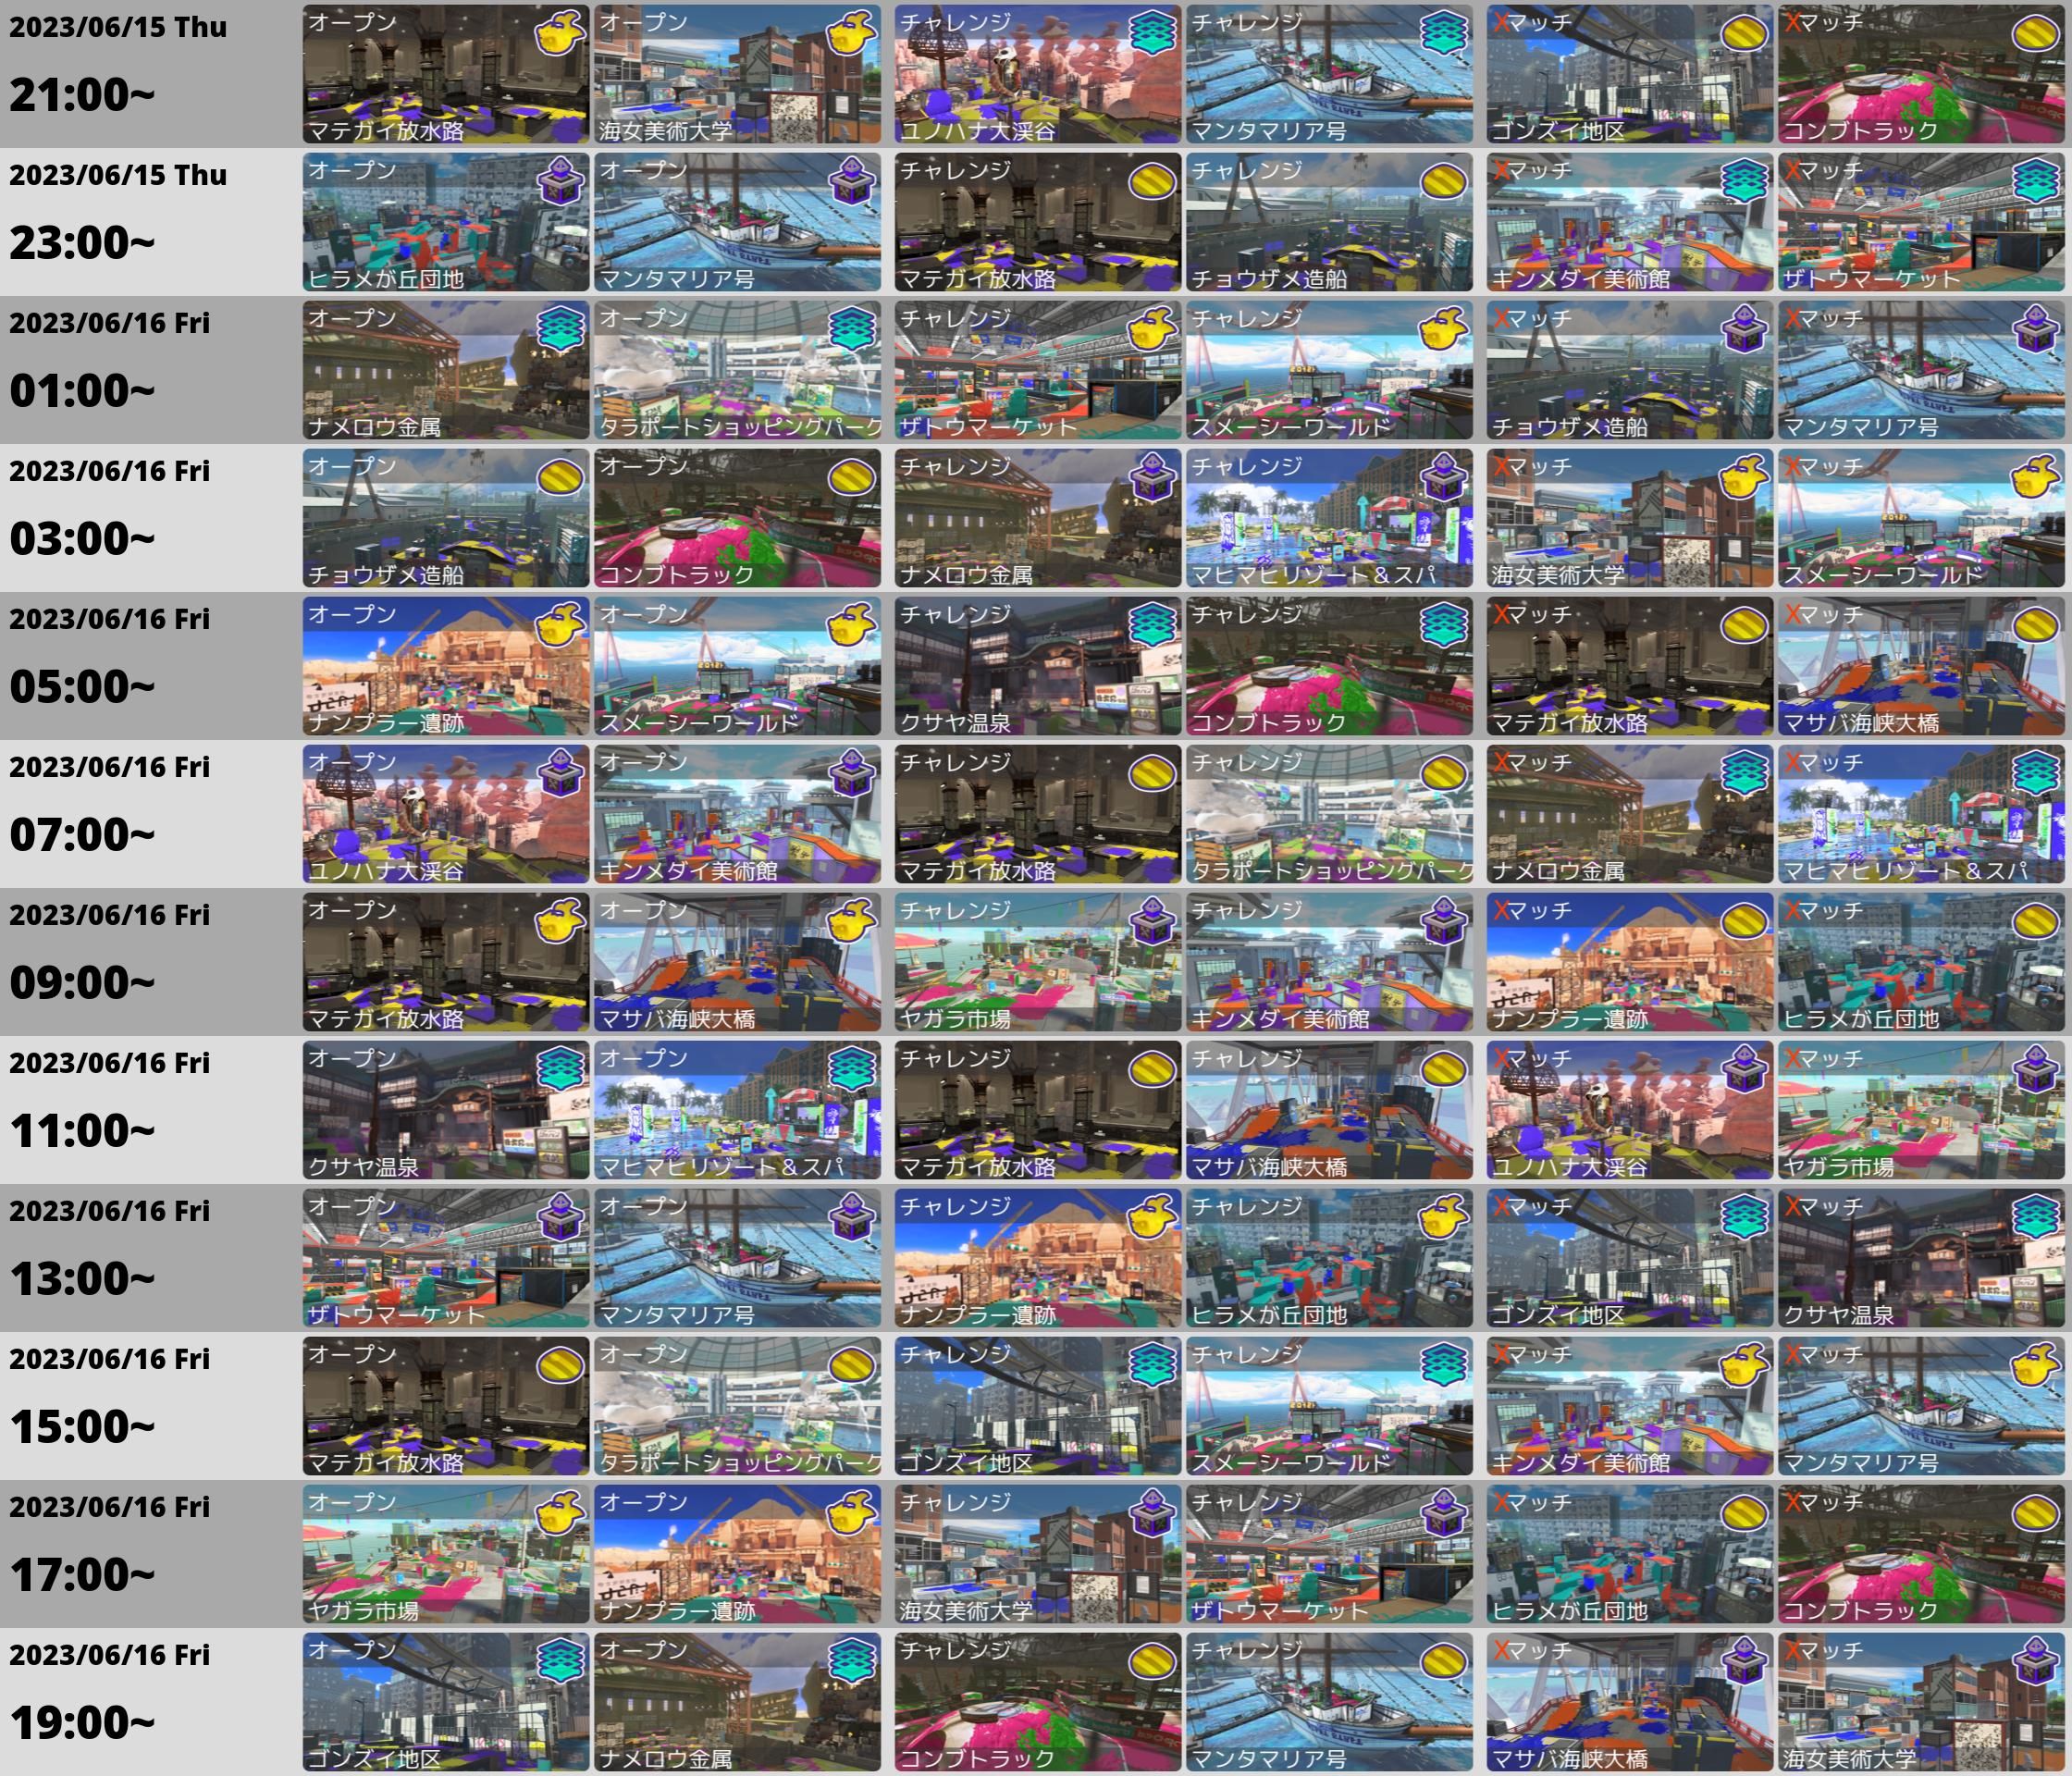 2023/06/15 Thu
21:00~
オープン オープン チャレンジ チャレンジ Xマッチ Xマッチ
マテガイ放水路 海女美術大学 ユノハナ大渓谷 マンタマリア号 ゴンズイ地区 コンブトラック
2023/06/15 Thu
23:00~
オープン オープン チャレンジ チャレンジ Xマッチ Xマッチ
ヒラメが丘団地 マンタマリア号 マテガイ放水路 チョウザメ造船 キンメダイ美術館 ザトウマーケット
2023/06/16 Fri
01:00~
オープン オープン チャレンジ チャレンジ Xマッチ Xマッチ
ナメロウ金属 タラポートショッピングパーク ザトウマーケット スメーシーワールド チョウザメ造船 マンタマリア号
2023/06/16 Fri
03:00~
オープン オープン チャレンジ チャレンジ Xマッチ Xマッチ
チョウザメ造船 コンブトラック ナメロウ金属 マヒマヒリゾート＆スパ 海女美術大学 スメーシーワールド
2023/06/16 Fri
05:00~
オープン オープン チャレンジ チャレンジ Xマッチ Xマッチ
ナンプラー遺跡 スメーシーワールド クサヤ温泉 コンブトラック マテガイ放水路 マサバ海峡大橋
2023/06/16 Fri
07:00~
オープン オープン チャレンジ チャレンジ Xマッチ Xマッチ
ユノハナ大渓谷 キンメダイ美術館 マテガイ放水路 タラポートショッピングパーク ナメロウ金属 マヒマヒリゾート＆スパ
2023/06/16 Fri
09:00~
オープン オープン チャレンジ チャレンジ Xマッチ Xマッチ
マテガイ放水路 マサバ海峡大橋 ヤガラ市場 キンメダイ美術館 ナンプラー遺跡 ヒラメが丘団地
2023/06/16 Fri
11:00~
オープン オープン チャレンジ チャレンジ Xマッチ Xマッチ
クサヤ温泉 マヒマヒリゾート＆スパ マテガイ放水路 マサバ海峡大橋 ユノハナ大渓谷 ヤガラ市場
2023/06/16 Fri
13:00~
オープン オープン チャレンジ チャレンジ Xマッチ Xマッチ
ザトウマーケット マンタマリア号 ナンプラー遺跡 ヒラメが丘団地 ゴンズイ地区 クサヤ温泉
2023/06/16 Fri
15:00~
オープン オープン チャレンジ チャレンジ Xマッチ Xマッチ
マテガイ放水路 タラポートショッピングパーク ゴンズイ地区 スメーシーワールド キンメダイ美術館 マンタマリア号
2023/06/16 Fri
17:00~
オープン オープン チャレンジ チャレンジ Xマッチ Xマッチ
ヤガラ市場 ナンプラー遺跡 海女美術大学 ザトウマーケット ヒラメが丘団地 コンブトラック
2023/06/16 Fri
19:00~
オープン オープン チャレンジ チャレンジ Xマッチ Xマッチ
ゴンズイ地区 ナメロウ金属 コンブトラック マンタマリア号 マサバ海峡大橋 海女美術大学